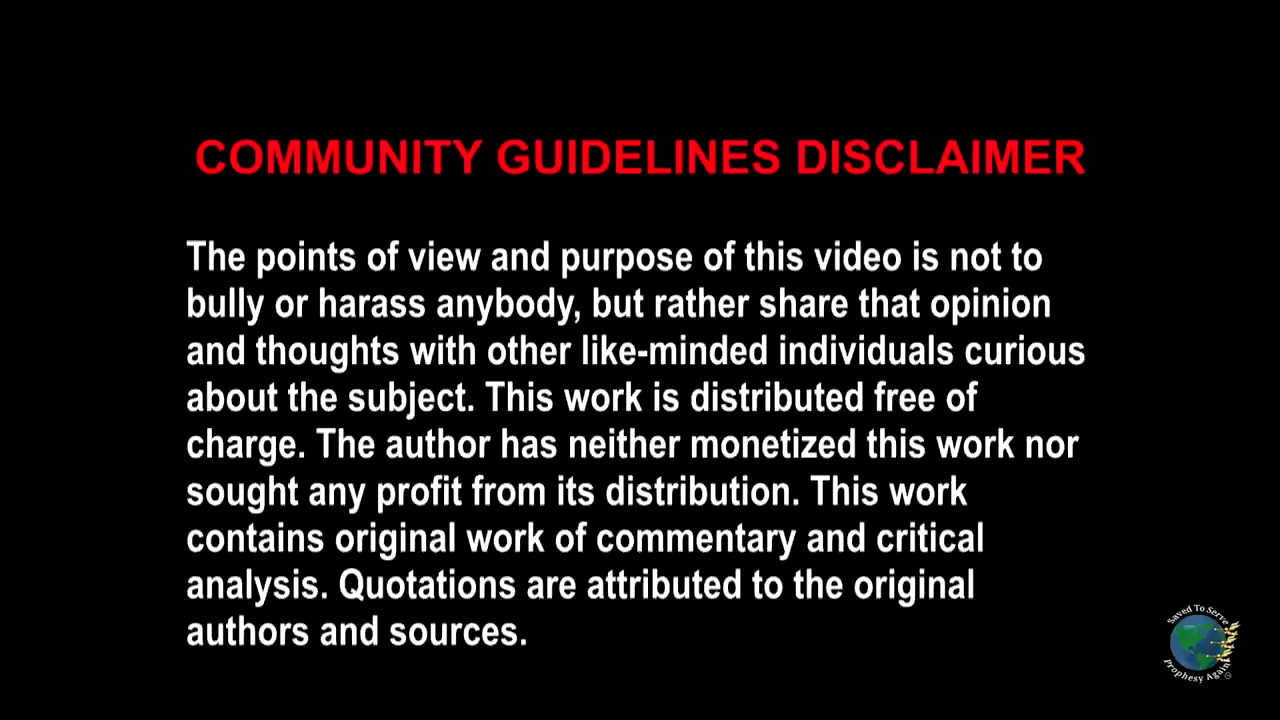 COMMUNITY GUIDELINES DISCLAIMER
The points of view and purpose of this video is not to
bully or harass anybody, but rather share that opinion
and thoughts with other like-minded individuals curious
about the subject. This work is distributed free of
charge. The author has neither monetized this work nor
sought any profit from its distribution. This work
contains original work of commentary and critical
analysis. Quotations are attributed to the original
authors and sources.
Saved To Serve
Prophesy Again